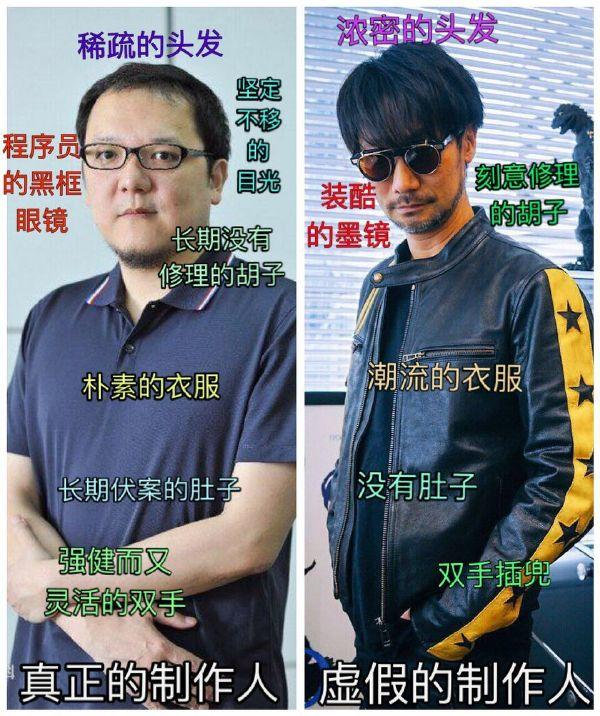 稀疏的头发
坚定
不移
的
目光
程序员
的黑框
眼镜
长期没有
修理的胡子
朴素的衣服
长期伏案的肚子
强健而又
灵活的双手
真正的制作人
浓密的头发
刻意修理
的胡子
装酷
的墨镜
潮流的衣服
没有肚子
双手插兜
虚假的制作人